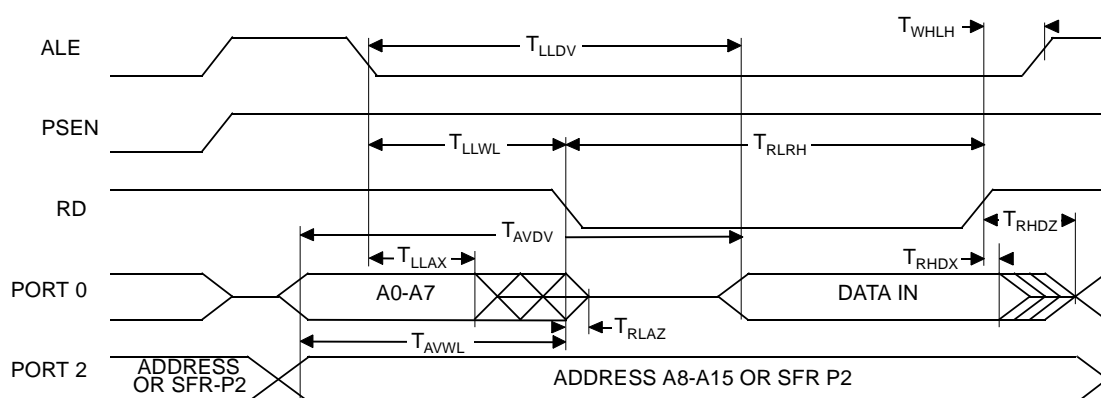 ALE
T_LLDV
T_WHLH
PSEN
T_LLWL
T_RLRH
RD
T_AVDV
T_RHDZ
T_LLAX
T_RHDX
PORT 0
A0-A7
DATA IN
T_RLAZ
T_AVWL
PORT 2
ADDRESS
OR SFR-P2
ADDRESS A8-A15 OR SFR P2